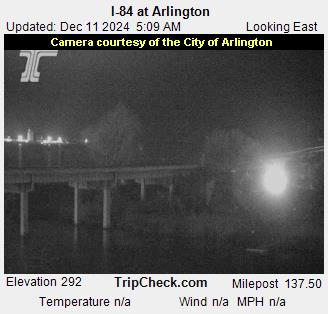 I-84 at Arlington
Updated: Dec 11 2024 5:09 AM Looking East
Camera courtesy of the City of Arlington
Elevation 292 TripCheck.com Milepost 137.50
Temperature n/a Wind n/a MPH n/a